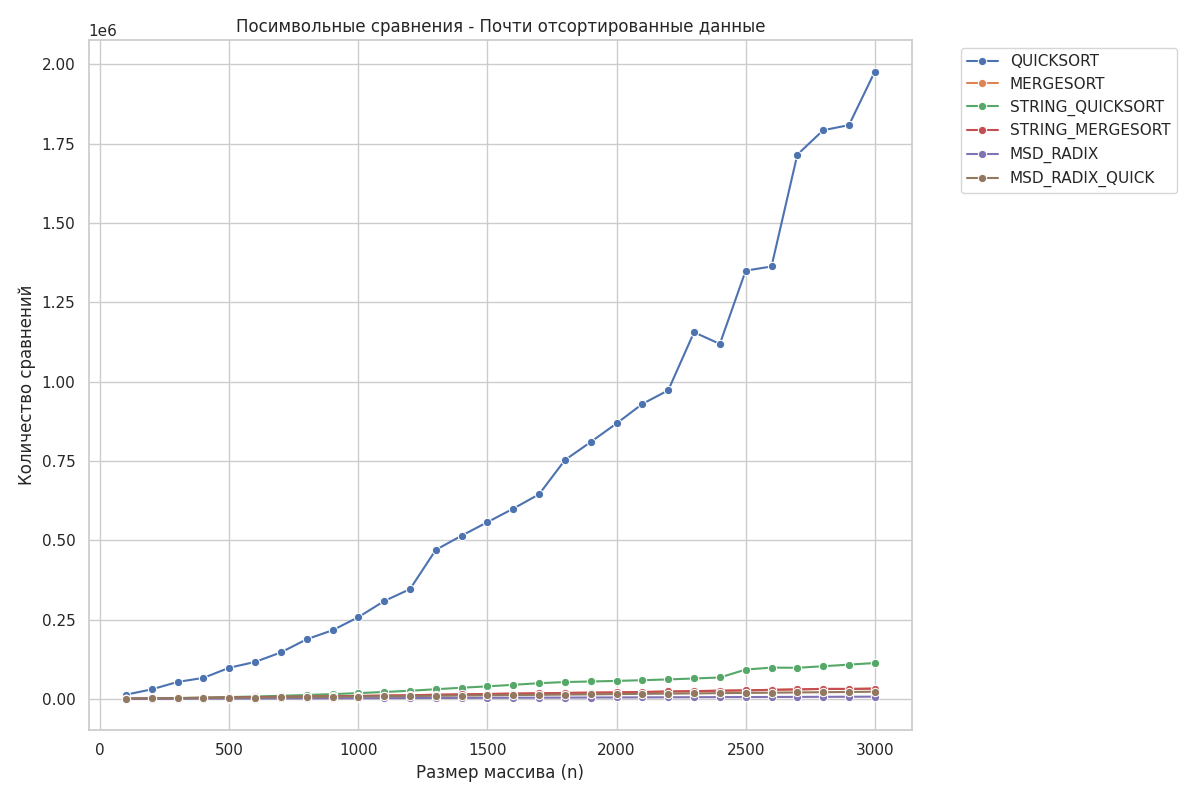 Посимвольные сравнения - Почти отсортированные данные
1e6
2.00
1.75
1.50
1.25
1.00
0.75
0.50
0.25
0.00
Количество сравнений
0
500
1000
1500
2000
2500
3000
Размер массива (n)
QUICKSORT
MERGESORT
STRING_QUICKSORT
STRING_MERGESORT
MSD_RADIX
MSD_RADIX_QUICK